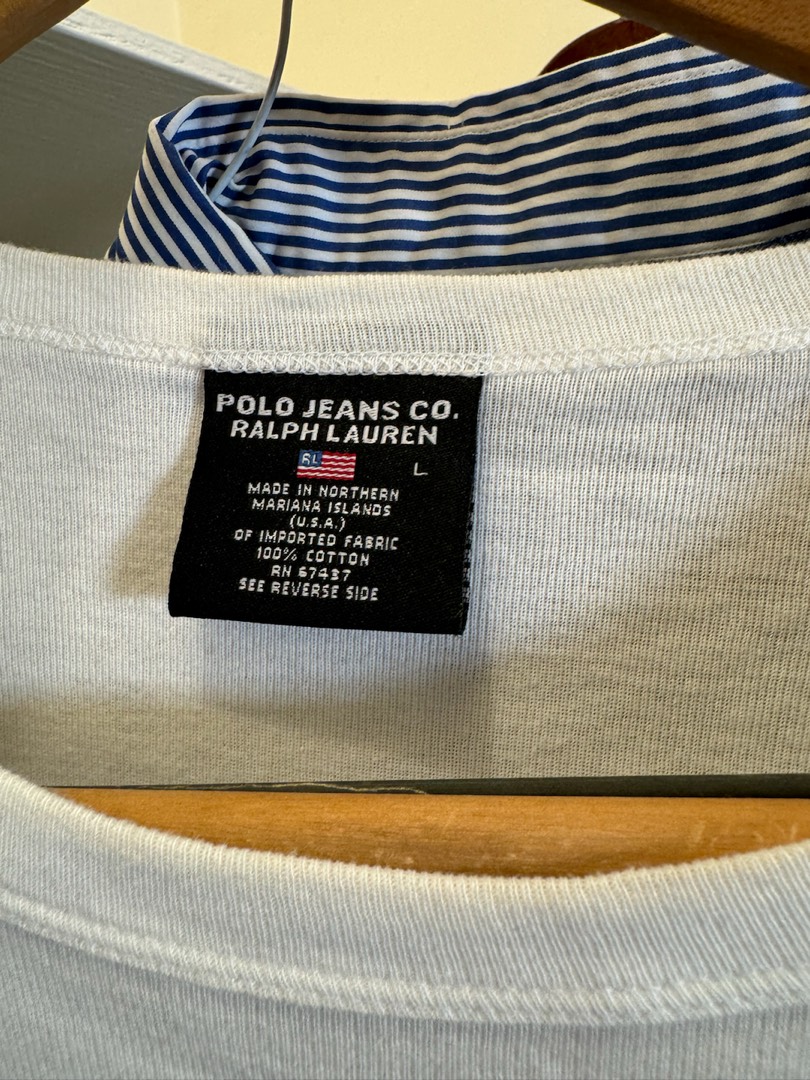 POLO JEANS CO.
RALPH LAUREN
RL
L
MADE IN NORTHERN
MARIANA ISLANDS
(U.S.A.)
OF IMPORTED FABRIC
100% COTTON
RN 67437
SEE REVERSE SIDE